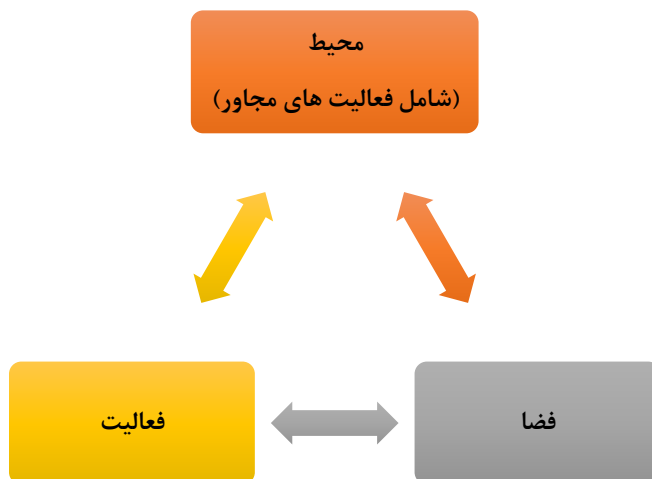 محیط
(شامل فعالیت های مجاور)
فضا
فعالیت